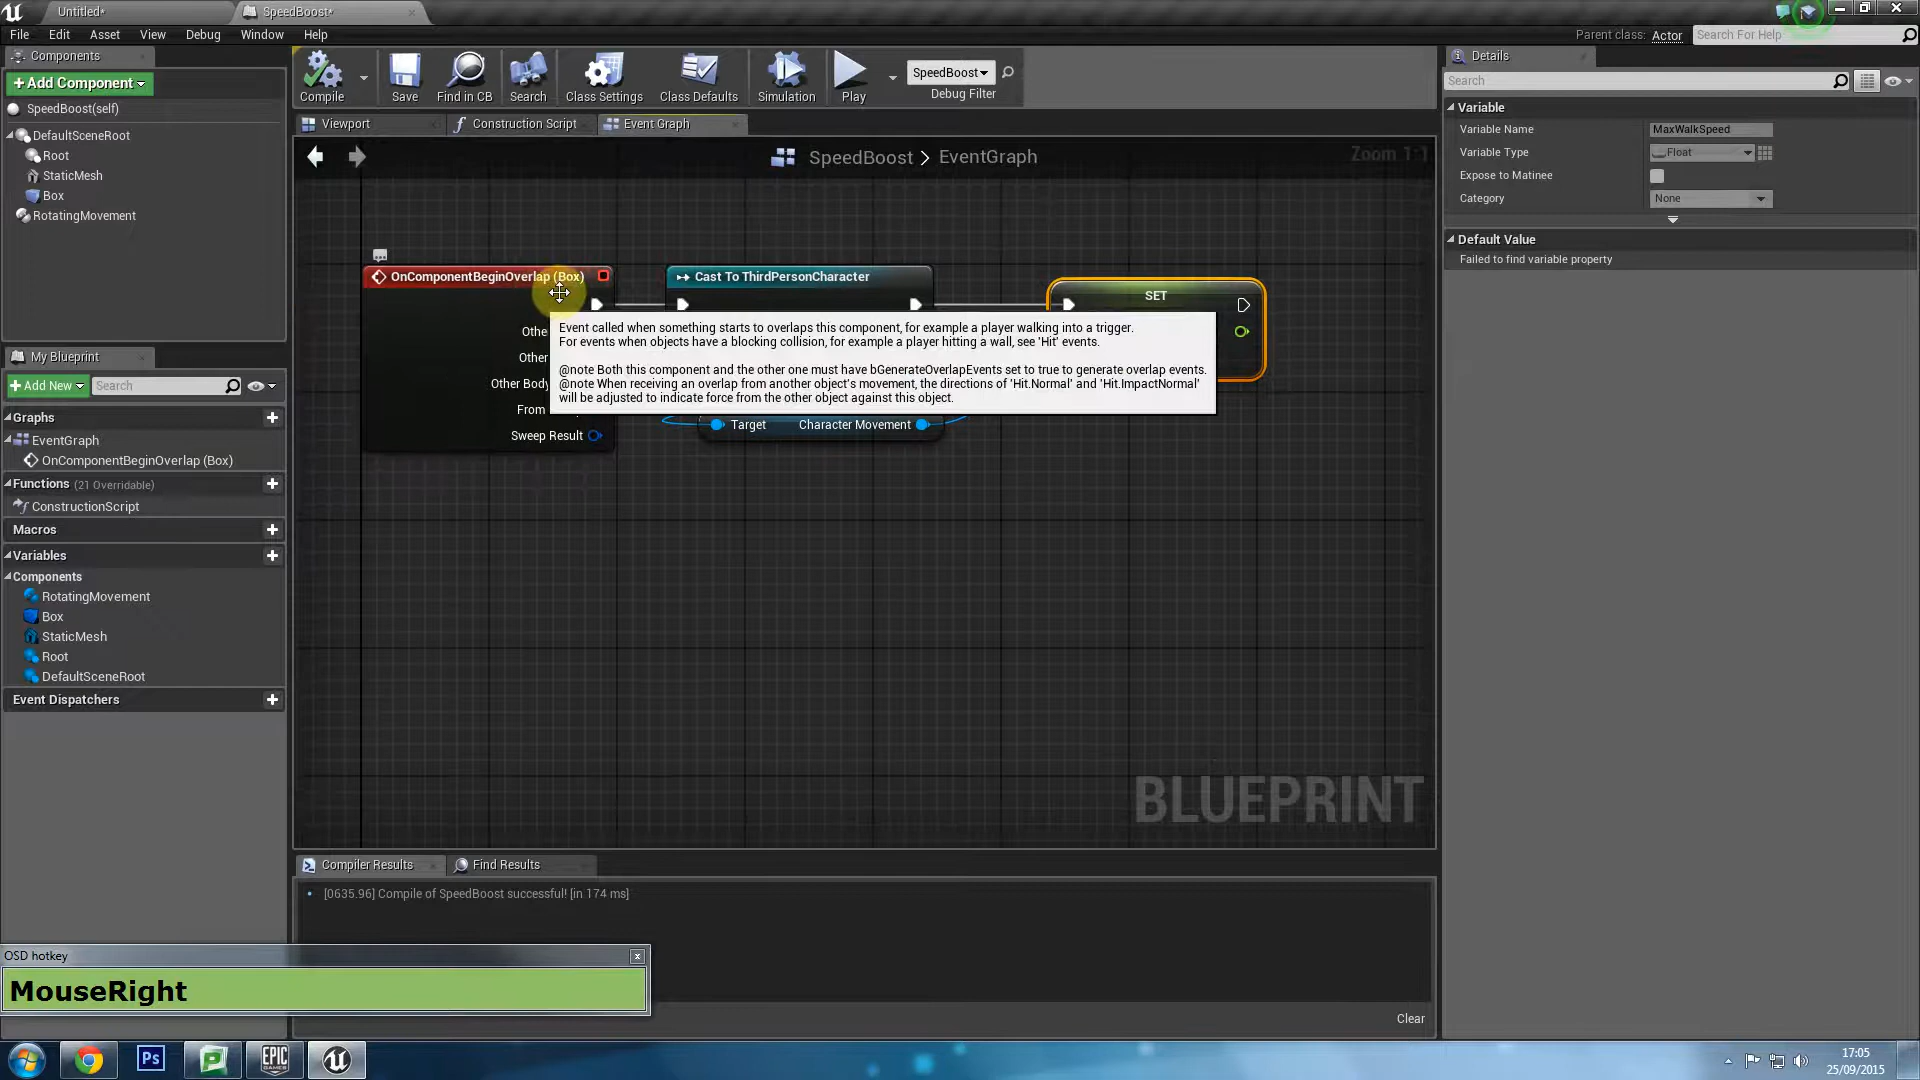 Untitled*
SpeedBoost*
File Edit Asset View Debug Window Help
Parent class: Actor
Search For Help
Components
+Add Component
SpeedBoost(self)
DefaultSceneRoot
Root
StaticMesh
Box
RotatingMovement
Compile
Save
Find in CB
Search
Class Settings
Class Defaults
Simulation
Play
SpeedBoost
Debug Filter
Viewport
Construction Script
Event Graph
SpeedBoost > EventGraph
Zoom 1:1
OnComponentBeginOverlap (Box)
Othe
Other
Other Body
From
Sweep Result
Cast To ThirdPersonCharacter
SET
Event called when something starts to overlaps this component, for example a player walking into a trigger.
For events when objects have a blocking collision, for example a player hitting a wall, see 'Hit' events.
@note Both this component and the other one must have bGenerateOverlapEvents set to true to generate overlap events.
@note When receiving an overlap from another object's movement, the directions of 'Hit.Normal' and 'Hit.ImpactNormal'
will be adjusted to indicate force from the other object against this object.
Target Character Movement
BLUEPRINT
My Blueprint
+Add New
Search
Graphs
EventGraph
OnComponentBeginOverlap (Box)
Functions (21 Overridable)
ConstructionScript
Macros
Variables
Components
RotatingMovement
Box
StaticMesh
Root
DefaultSceneRoot
Event Dispatchers
Details
Search
Variable
Variable Name MaxWalkSpeed
Variable Type Float
Expose to Matinee
Category None
Default Value
Failed to find variable property
Compiler Results
Find Results
[0635.96] Compile of SpeedBoost successful! [in 174 ms]
Clear
OSD hotkey
MouseRight
Ps
EPIC
GAMES
17:05
25/09/2015